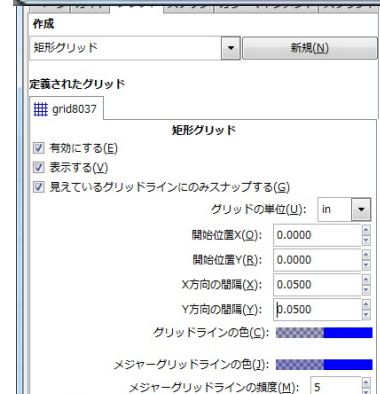 作成
矩形グリッド 新規(N)
定義されたグリッド
grid8037
矩形グリッド
有効にする(E)
表示する(V)
見えているグリッドラインにのみスナップする(G)
グリッドの単位(U): in
開始位置X(O): 0.0000
開始位置Y(R): 0.0000
X方向の間隔(X): 0.0500
Y方向の間隔(Y): 0.0500
グリッドラインの色(C):
メジャーグリッドラインの色(J):
メジャーグリッドラインの頻度(M): 5